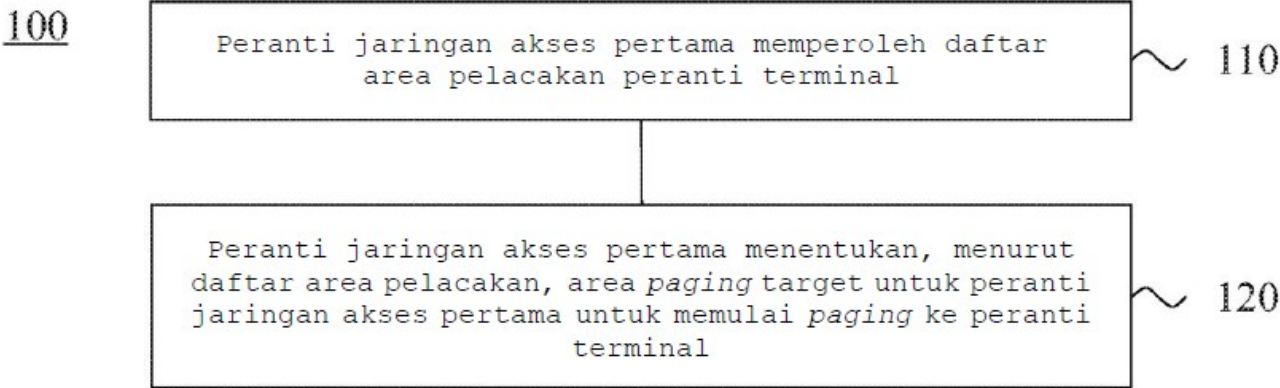 100
Peranti jaringan akses pertama memperoleh daftar
area pelacakan peranti terminal
110
Peranti jaringan akses pertama menentukan, menurut
daftar area pelacakan, area paging target untuk peranti
jaringan akses pertama untuk memulai paging ke peranti
terminal
120